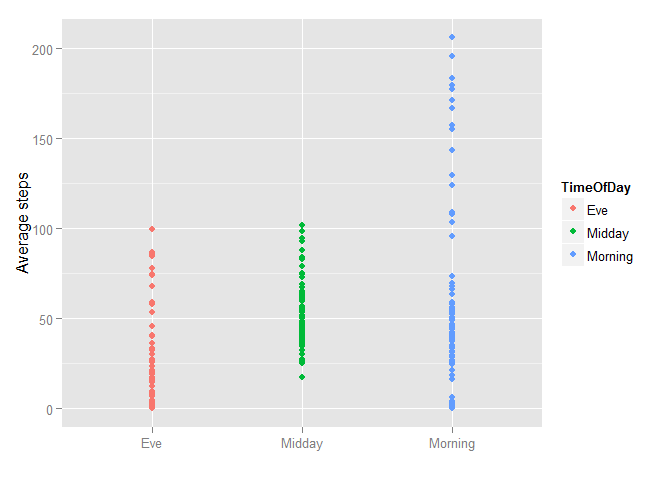 200
150
100
50
0
Average steps
Eve
Midday
Morning
TimeOfDay
Eve
Midday
Morning